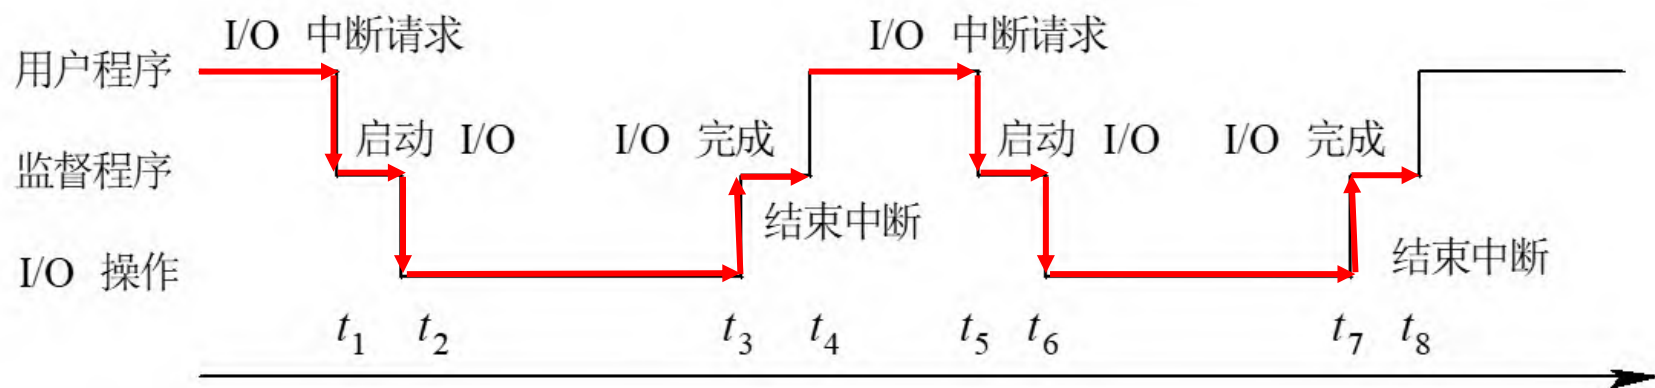 I/O 中断请求 I/O 中断请求
用户程序
启动 I/O I/O 完成 启动 I/O I/O 完成
监督程序
结束中断 结束中断
I/O 操作
t1 t2 t3 t4 t5 t6 t7 t8